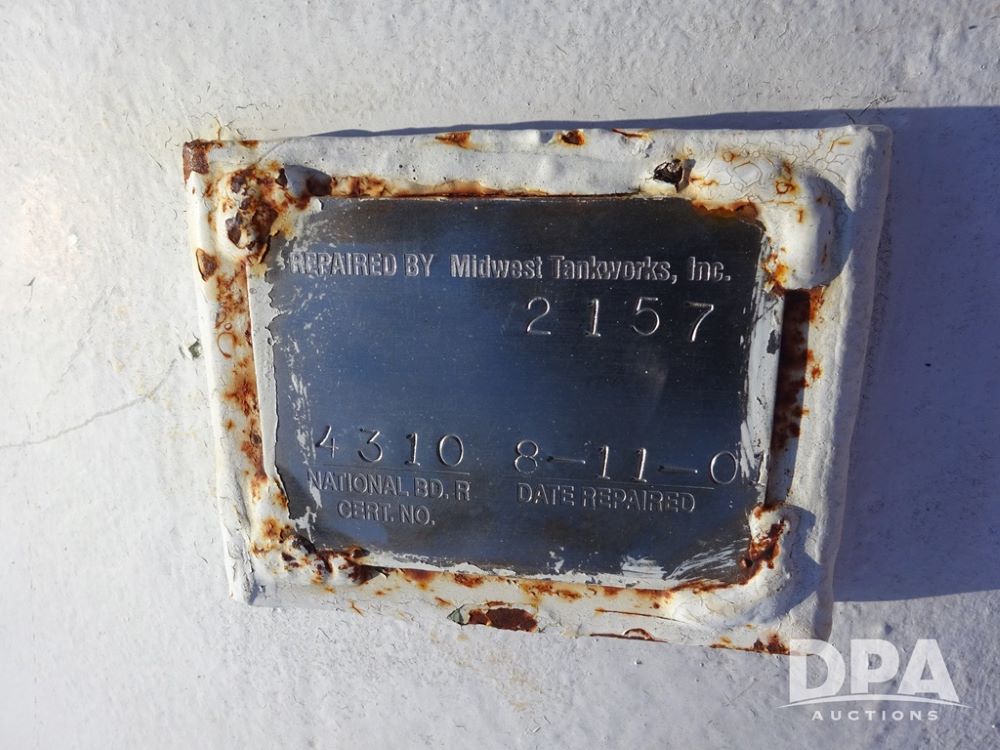 REPAIRED BY Midwest Tankworks, Inc.
2157
4310 8-11-0
NATIONAL BD. R DATE REPAIRED
CERT. NO.
DPA
AUCTIONS